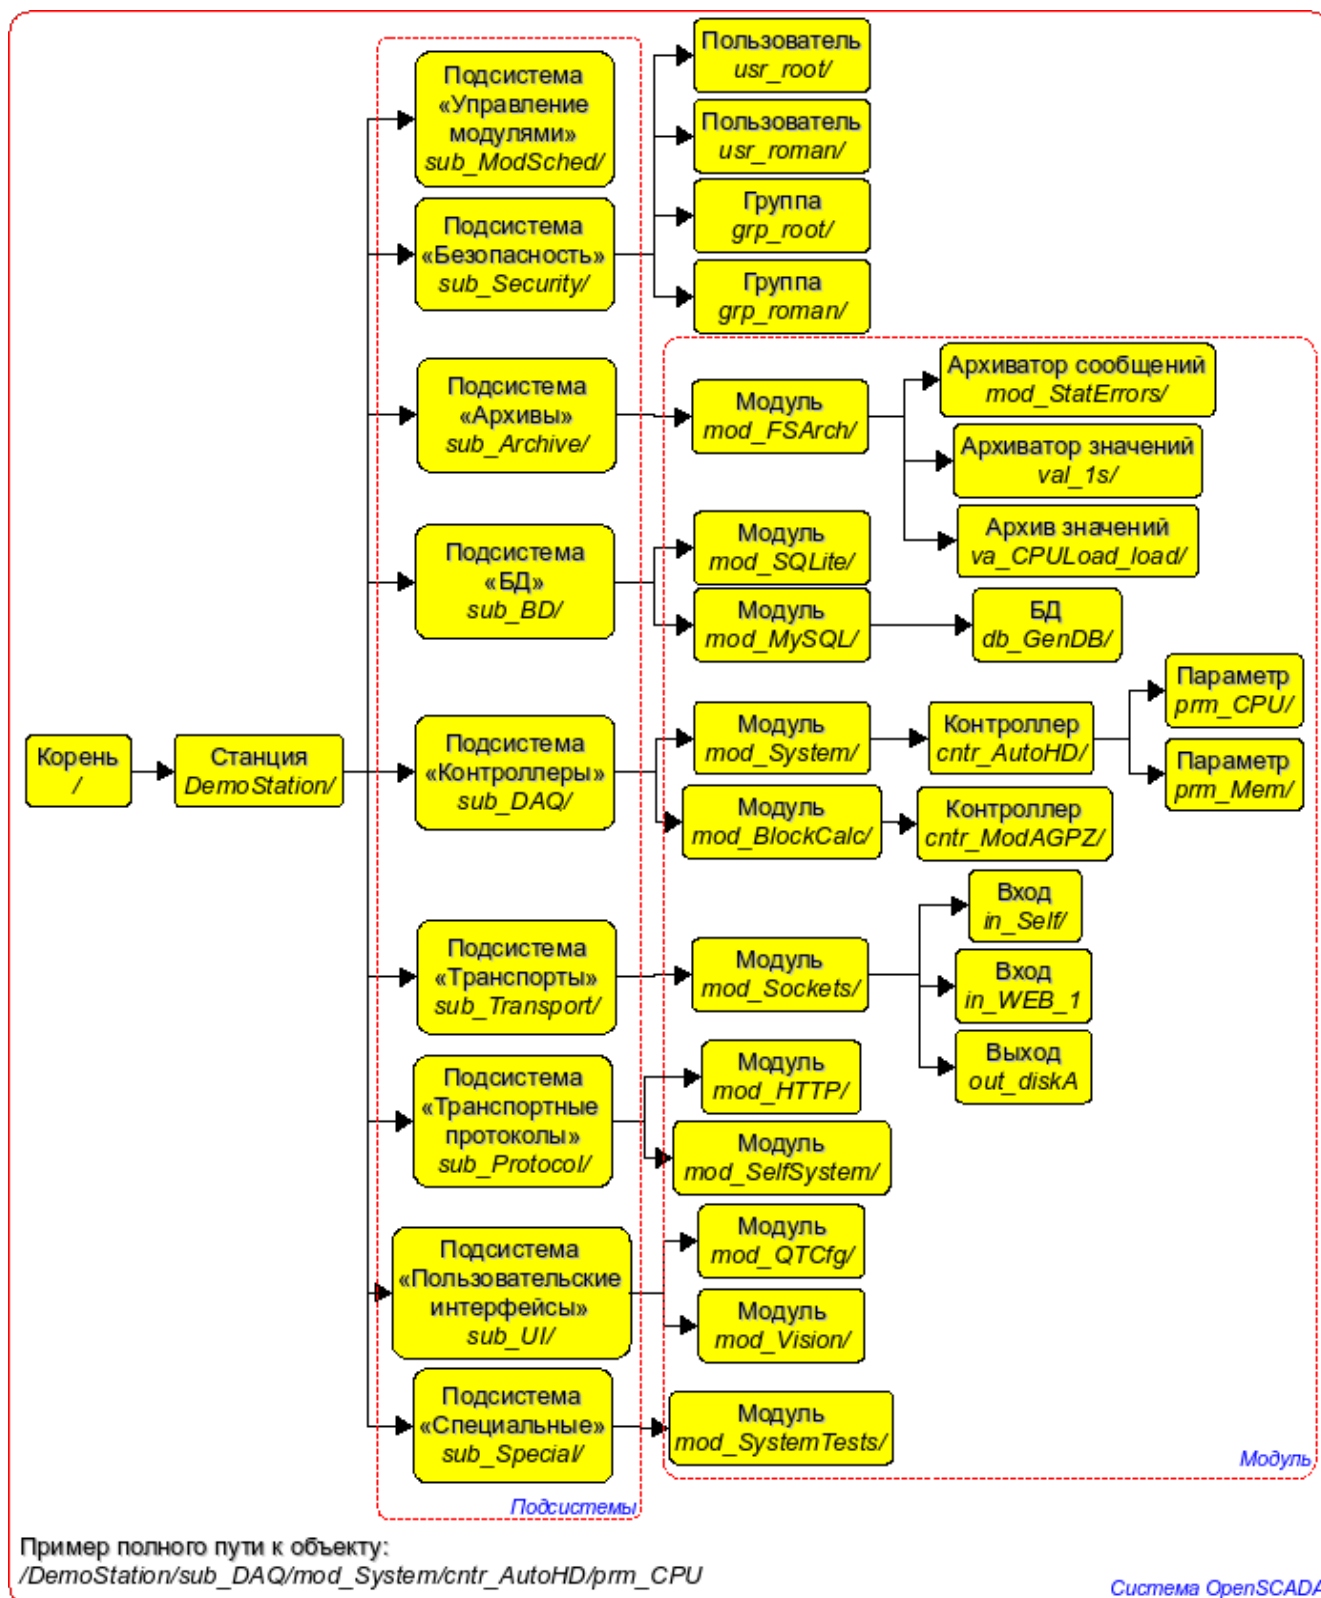 Корень
/
Станция
DemoStation/
Подсистема
«Управление
модулями»
sub_ModSched/
Подсистема
«Безопасность»
sub_Security/
Пользователь
usr_root/
Пользователь
usr_roman/
Группа
grp_root/
Группа
grp_roman/
Подсистема
«Архивы»
sub_Archive/
Модуль
mod_FSArch/
Архиватор сообщений
mod_StatErrors/
Архиватор значений
val_1s/
Архив значений
va_CPULoad_load/
Подсистема
«БД»
sub_BD/
Модуль
mod_SQLite/
Модуль
mod_MySQL/
БД
db_GenDB/
Подсистема
«Контроллеры»
sub_DAQ/
Модуль
mod_System/
Контроллер
cntr_AutoHD/
Параметр
prm_CPU/
Параметр
prm_Mem/
Модуль
mod_BlockCalc/
Контроллер
cntr_ModAGPZ/
Подсистема
«Транспорты»
sub_Transport/
Модуль
mod_Sockets/
Вход
in_Self/
Вход
in_WEB_1
Выход
out_diskA
Подсистема
«Транспортные
протоколы»
sub_Protocol/
Модуль
mod_HTTP/
Модуль
mod_SelfSystem/
Подсистема
«Пользовательские
интерфейсы»
sub_UI/
Модуль
mod_QTCfg/
Модуль
mod_Vision/
Подсистема
«Специальные»
sub_Special/
Модуль
mod_SystemTests/
Модуль
Подсистемы
Пример полного пути к объекту:
/DemoStation/sub_DAQ/mod_System/cntr_AutoHD/prm_CPU
Система OpenSCADA